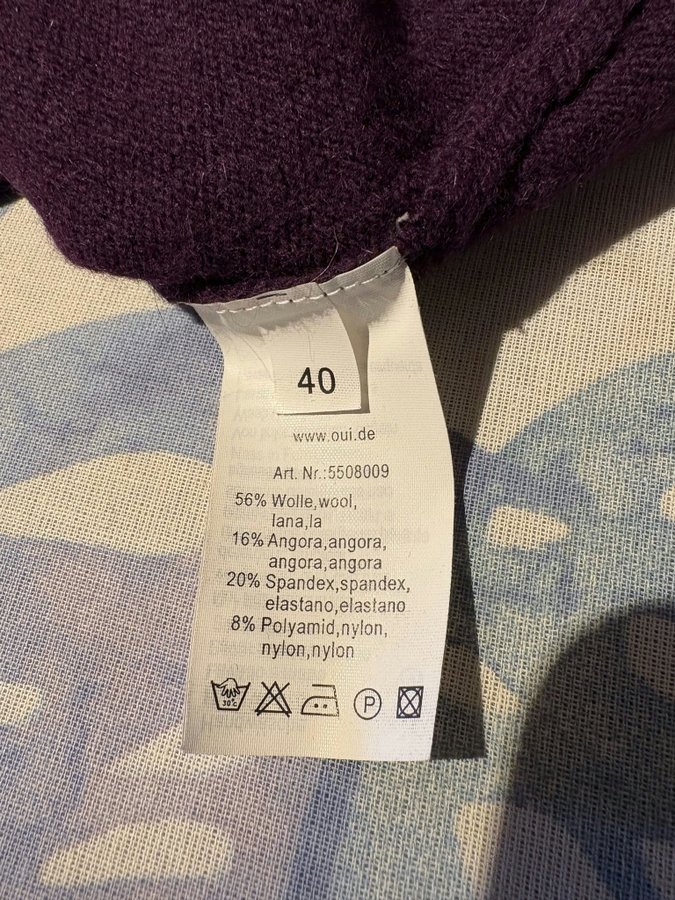 40
www.oui.de
Art. Nr.:5508009
56% Wolle,wool,
lana,la
16% Angora,angora,
angora,angora
20% Spandex,spandex,
elastano,elastano
8% Polyamid,nylon,
nylon,nylon
30°c
P